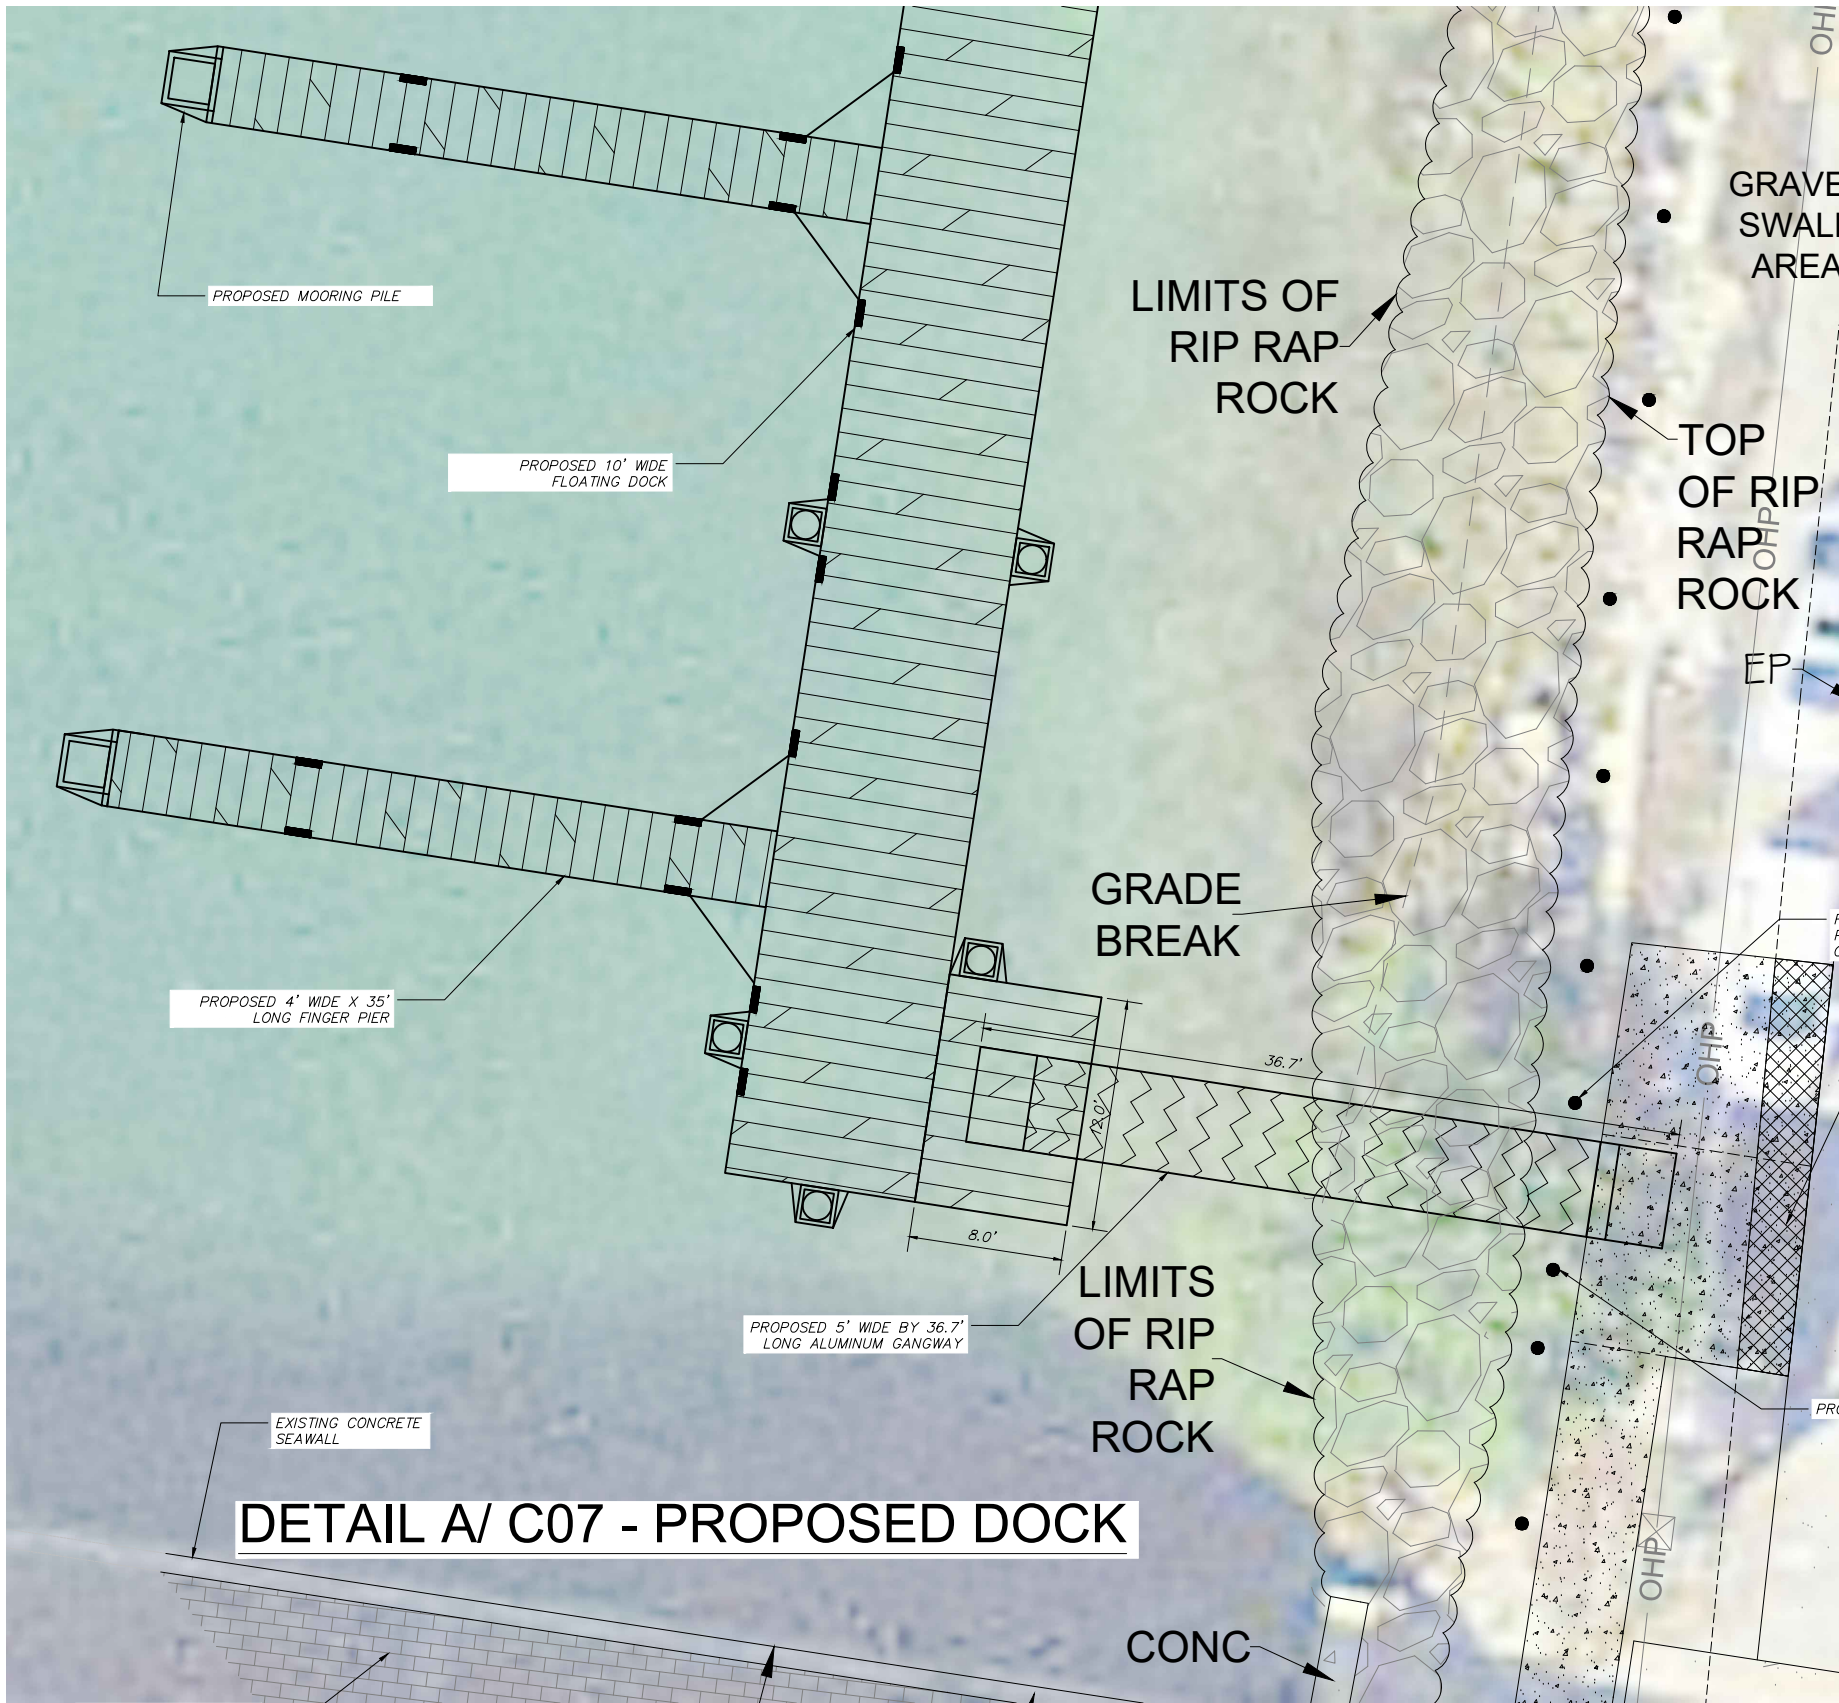 OHP
GRAVE
SWALE
AREA
PROPOSED MOORING PILE
LIMITS OF
RIP RAP
ROCK
PROPOSED 10' WIDE
FLOATING DOCK
TOP
OF RIP
RAP
ROCK
OHP
EP
GRADE
BREAK
PROPOSED 4' WIDE X 35'
LONG FINGER PIER
OHP
36.7'
12.0'
8.0'
LIMITS
OF RIP
RAP
ROCK
PROPOSED 5' WIDE BY 36.7'
LONG ALUMINUM GANGWAY
PRO
EXISTING CONCRETE
SEAWALL
DETAIL A/ C07 - PROPOSED DOCK
OHP
CONC